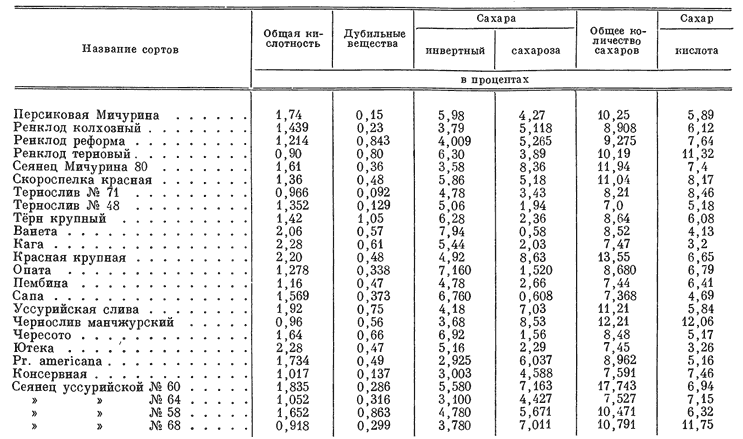 Название сортов | Общая кислотность | Дубильные вещества | Сахара | Общее количество сахаров | Сахар
инвертный | сахароза | кислота
в процентах
Персиковая Мичурина . . . . . . 1,74 0,15 5,98 4,27 10,25 5,89
Ренклод колхозный . . . . . . . 1,439 0,23 3,79 5,118 8,908 6,12
Ренклод реформа . . . . . . . . 1,214 0,843 4,009 5,265 9,275 7,64
Ренклод терновый . . . . . . . . 0,90 0,80 6,30 3,89 10,19 11,32
Сеянец Мичурина 80 . . . . . . 1,61 0,36 3,58 8,36 11,94 7,4
Скороспелка красная . . . . . . 1,36 0,48 5,86 5,18 11,04 8,17
Тернослив № 71 . . . . . . . . 0,966 0,092 4,78 3,43 8,21 8,46
Тернослив № 48 . . . . . . . . 1,352 0,129 5,06 1,94 7,0 5,18
Тёрн крупный . . . . . . . . . 1,42 1,05 6,28 2,36 8,64 6,08
Ванета . . . . . . . . . . . . 2,06 0,57 7,94 0,58 8,52 4,13
Кага . . . . . . . . . . . . . 2,28 0,61 5,44 2,03 7,47 3,2
Красная крупная . . . . . . . . 2,20 0,48 4,92 8,63 13,55 6,65
Опата . . . . . . . . . . . . . 1,278 0,338 7,160 1,520 8,680 6,79
Пембина . . . . . . . . . . . . 1,16 0,47 4,78 2,66 7,44 6,41
Сапа . . . . . . . . . . . . . 1,569 0,373 6,760 0,608 7,368 4,69
Уссурийская слива . . . . . . . 1,92 0,75 4,18 7,03 11,21 5,84
Чернослив манчжурский . . . . . 0,96 0,56 3,68 8,53 12,21 12,06
Чересото . . . . . . . . . . . 1,64 0,66 6,92 1,56 8,48 5,17
Ютека . . . . . . . . . . . . . 2,28 0,47 5,16 2,29 7,45 3,26
Pr. americana . . . . . . . . . 1,734 0,49 2,925 6,037 8,962 5,16
Консервная . . . . . . . . . . 1,017 0,137 3,003 4,588 7,591 7,46
Сеянец уссурийской № 60 . . . . 1,835 0,286 5,580 7,163 17,743 6,94
» » № 64 . . . . 1,052 0,316 3,100 4,427 7,527 7,15
» » № 58 . . . . 1,652 0,863 4,780 5,671 10,471 6,32
» » № 68 . . . . 0,918 0,299 3,780 7,011 10,791 11,75